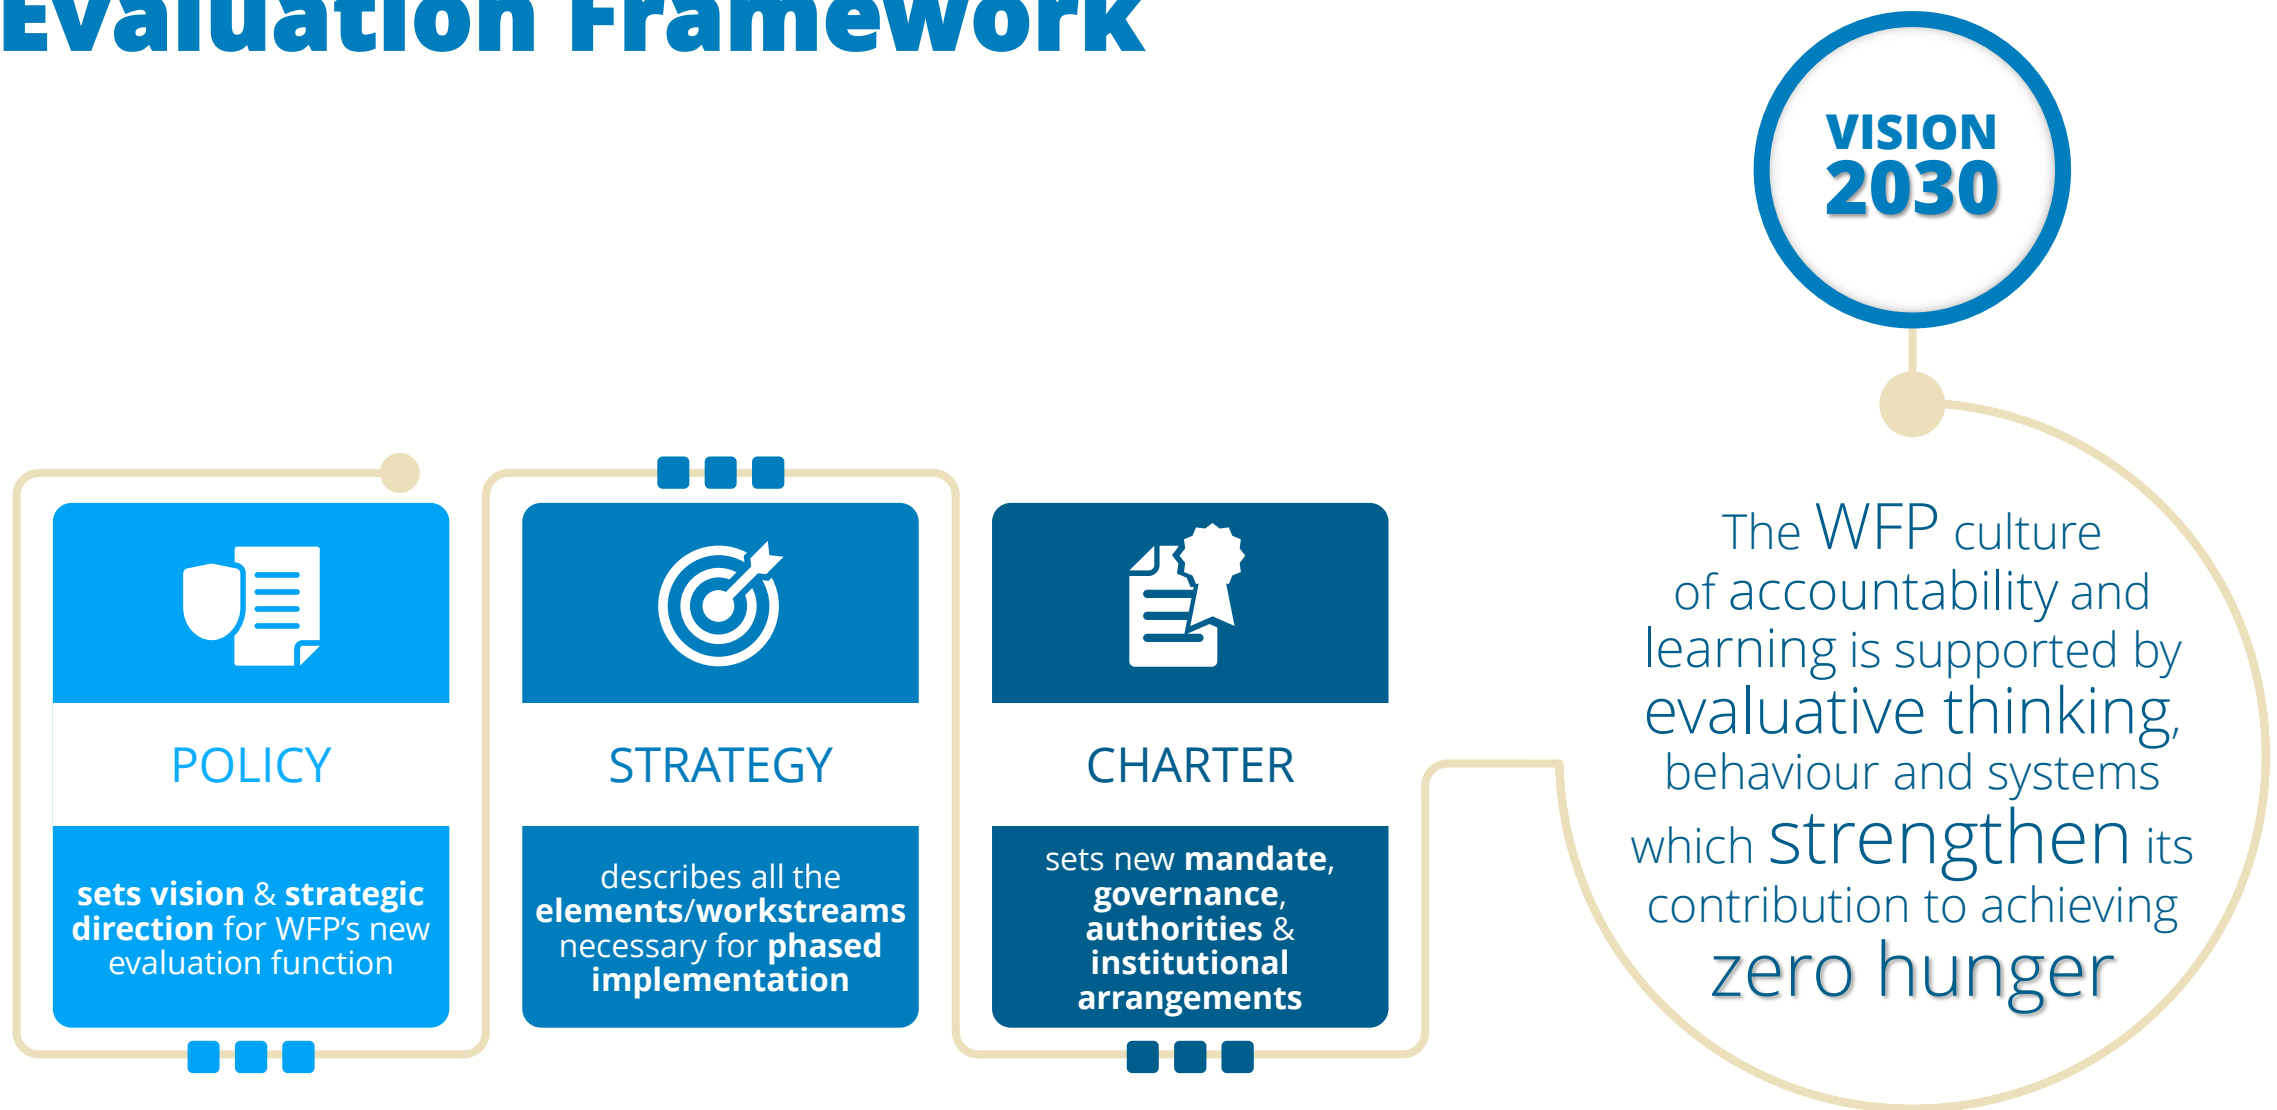 Evaluation Framework
VISION
2030
POLICY
sets vision & strategic
direction for WFP's new
evaluation function
STRATEGY
describes all the
elements/workstreams
necessary for phased
implementation
CHARTER
sets new mandate,
governance,
authorities &
institutional
arrangements
The WFP culture
of accountability and
learning is supported by
evaluative thinking,
behaviour and systems
which strengthen its
contribution to achieving
zero hunger